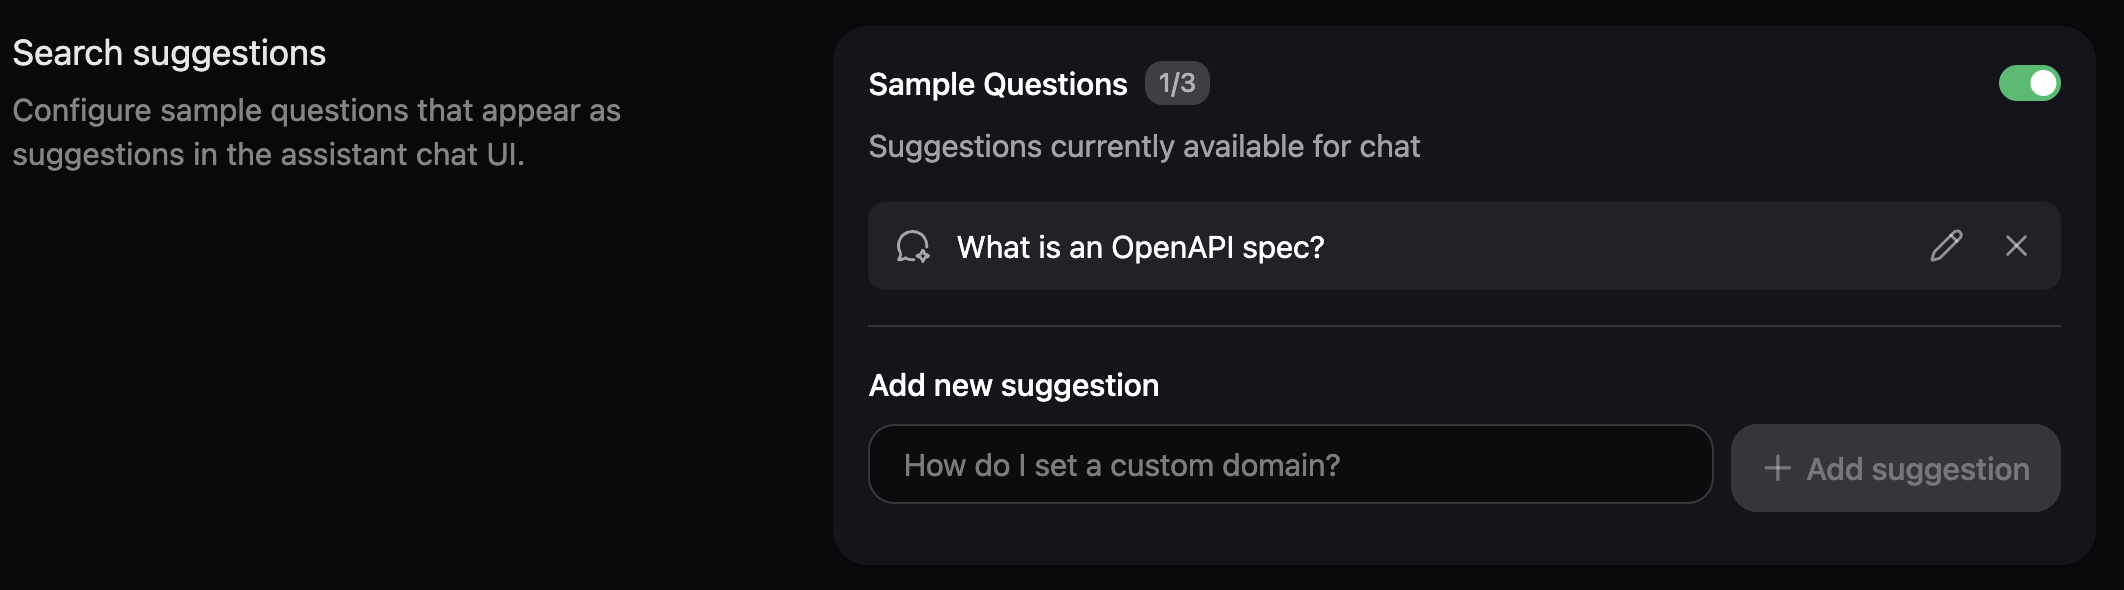 Search suggestions
Configure sample questions that appear as
suggestions in the assistant chat UI.
Sample Questions 1/3
Suggestions currently available for chat
What is an OpenAPI spec?
Add new suggestion
How do I set a custom domain?
Add suggestion